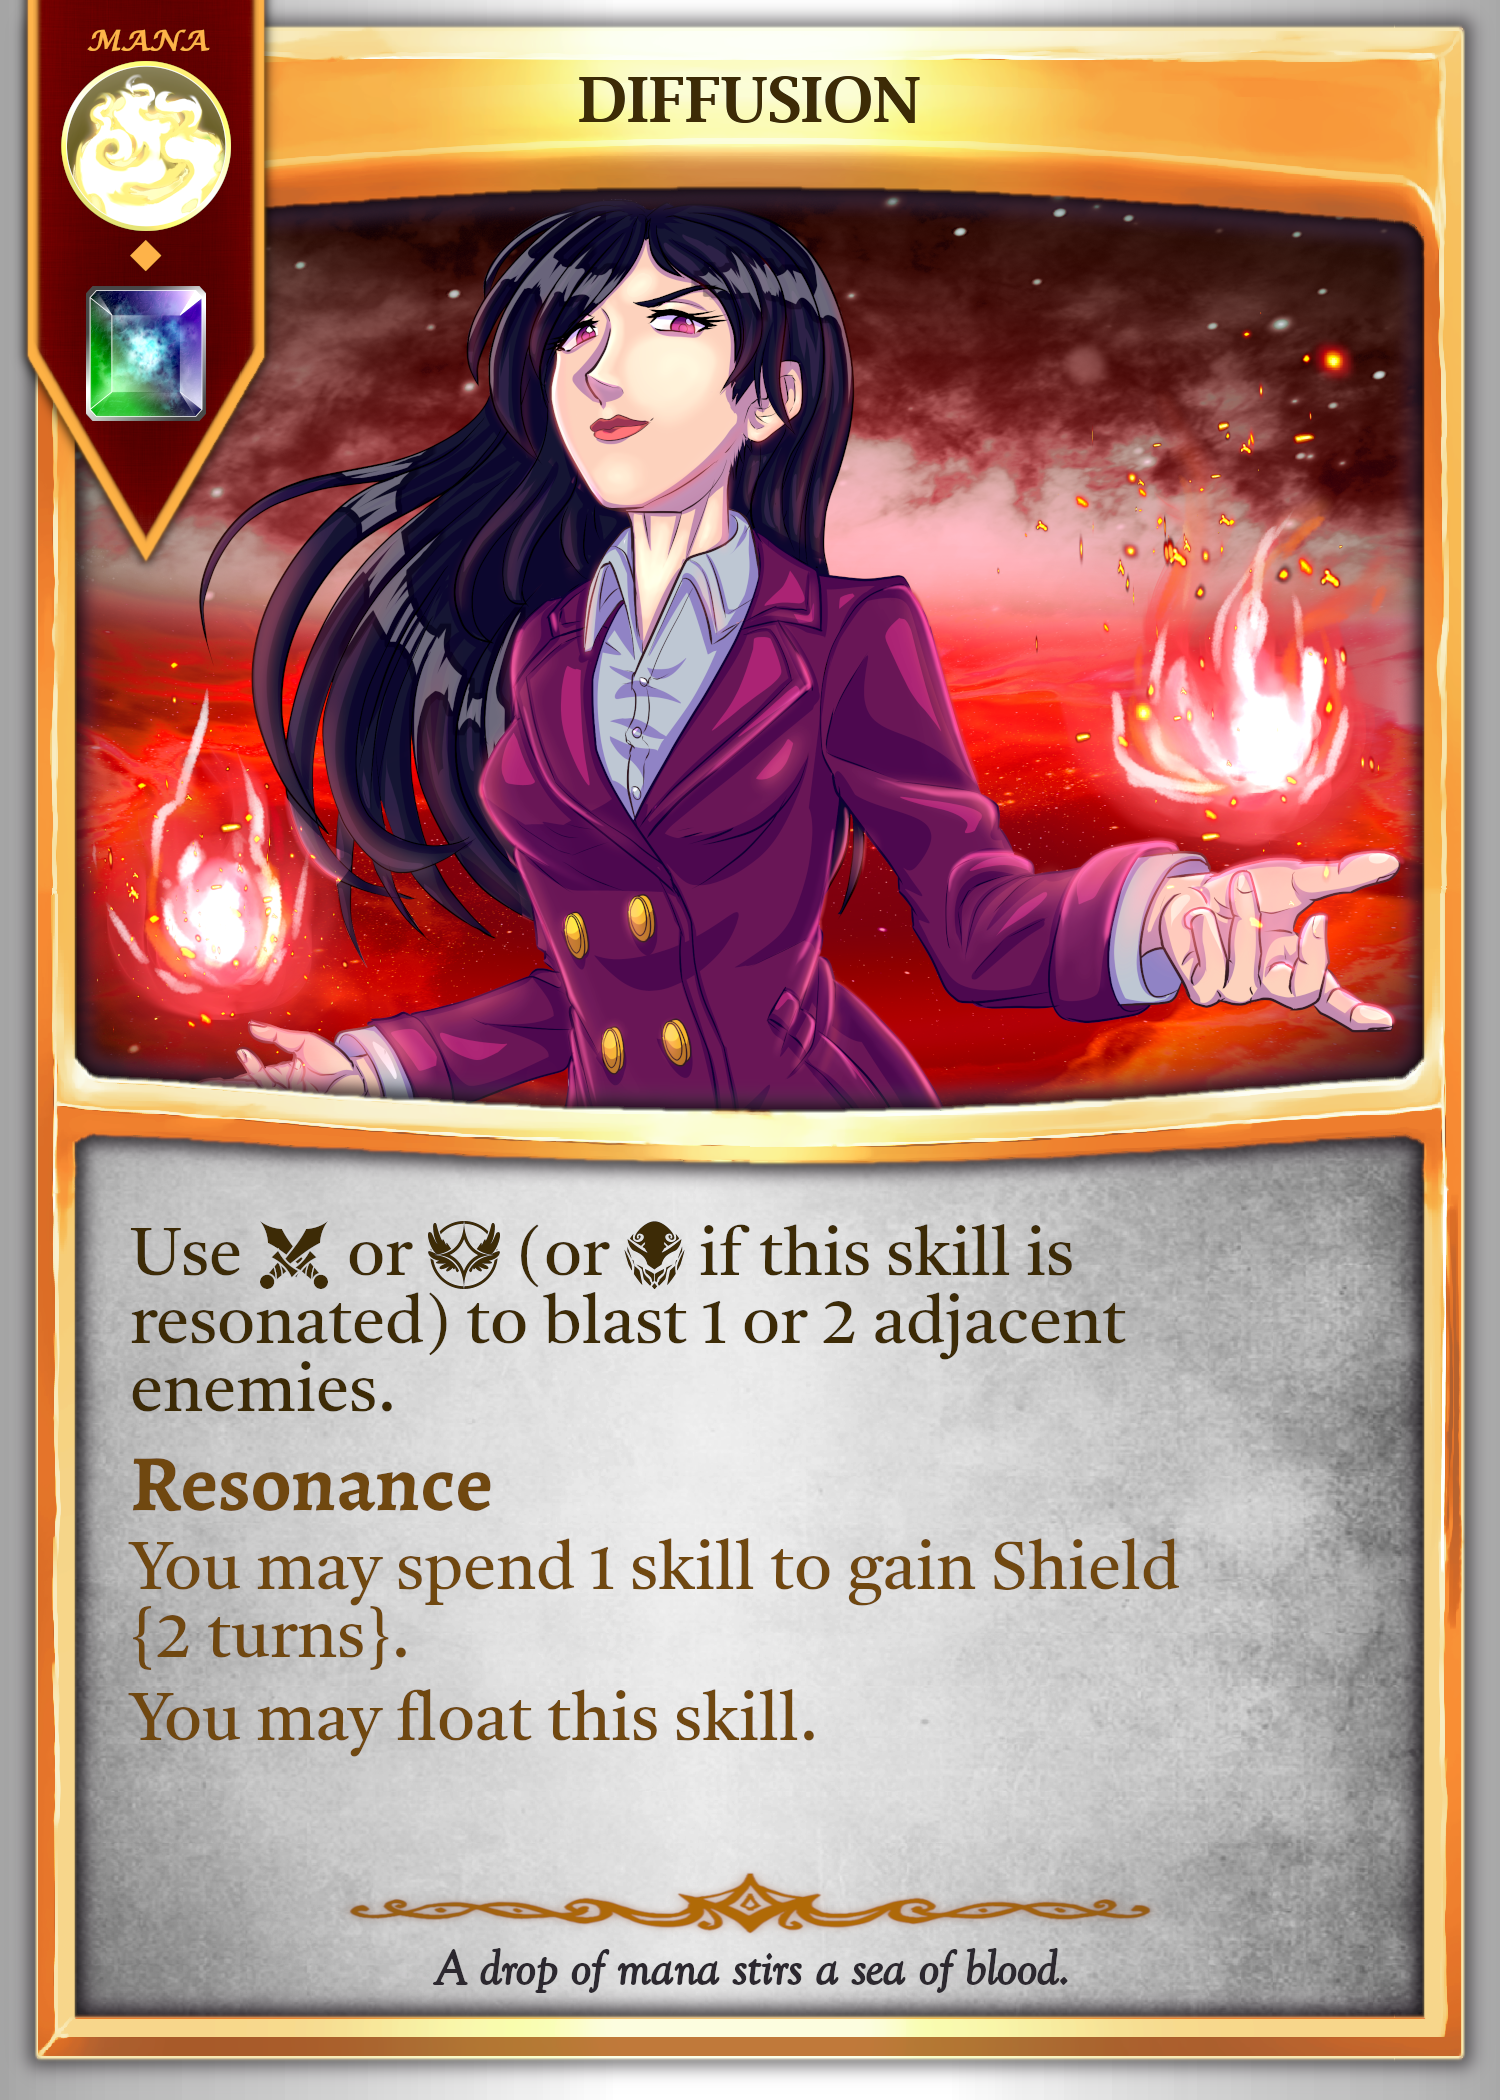 MANA
DIFFUSION
Use or (or if this skill is
resonated) to blast 1 or 2 adjacent
enemies.
Resonance
You may spend 1 skill to gain Shield
{2 turns}.
You may float this skill.
A drop of mana stirs a sea of blood.